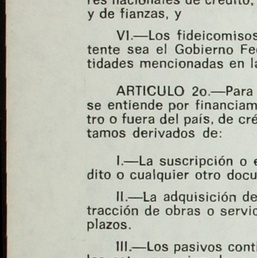 res nacionales de crédito,
y de fianzas, y
VI.—Los fideicomisos
tente sea el Gobierno Fe
tidades mencionadas en la
ARTICULO 2o.—Para
se entiende por financiam
tro o fuera del país, de cré
tamos derivados de:
I.—La suscripción o e
dito o cualquier otro docu
II.—La adquisición de
tracción de obras o servic
plazos.
III.—Los pasivos cont